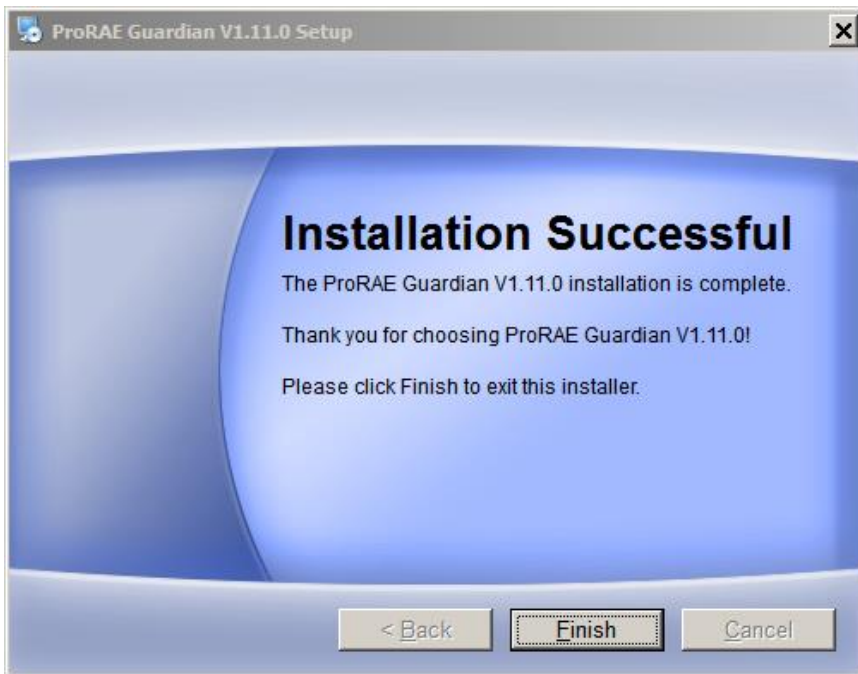 ProRAE Guardian V1.11.0 Setup
Installation Successful
The ProRAE Guardian V1.11.0 installation is complete.
Thank you for choosing ProRAE Guardian V1.11.0!
Please click Finish to exit this installer.
< Back Finish Cancel